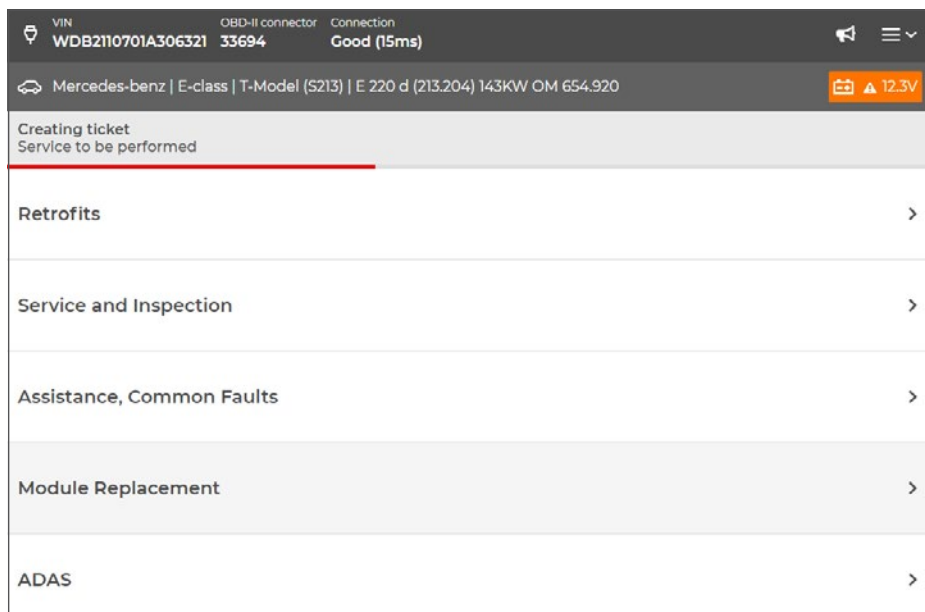 VIN OBD-II connector Connection
WDB2110701A306321 33694 Good (15ms)
Mercedes-benz | E-class | T-Model (S213) | E 220 d (213.204) 143KW OM 654.920 12.3V
Creating ticket
Service to be performed
Retrofits
Service and Inspection
Assistance, Common Faults
Module Replacement
ADAS